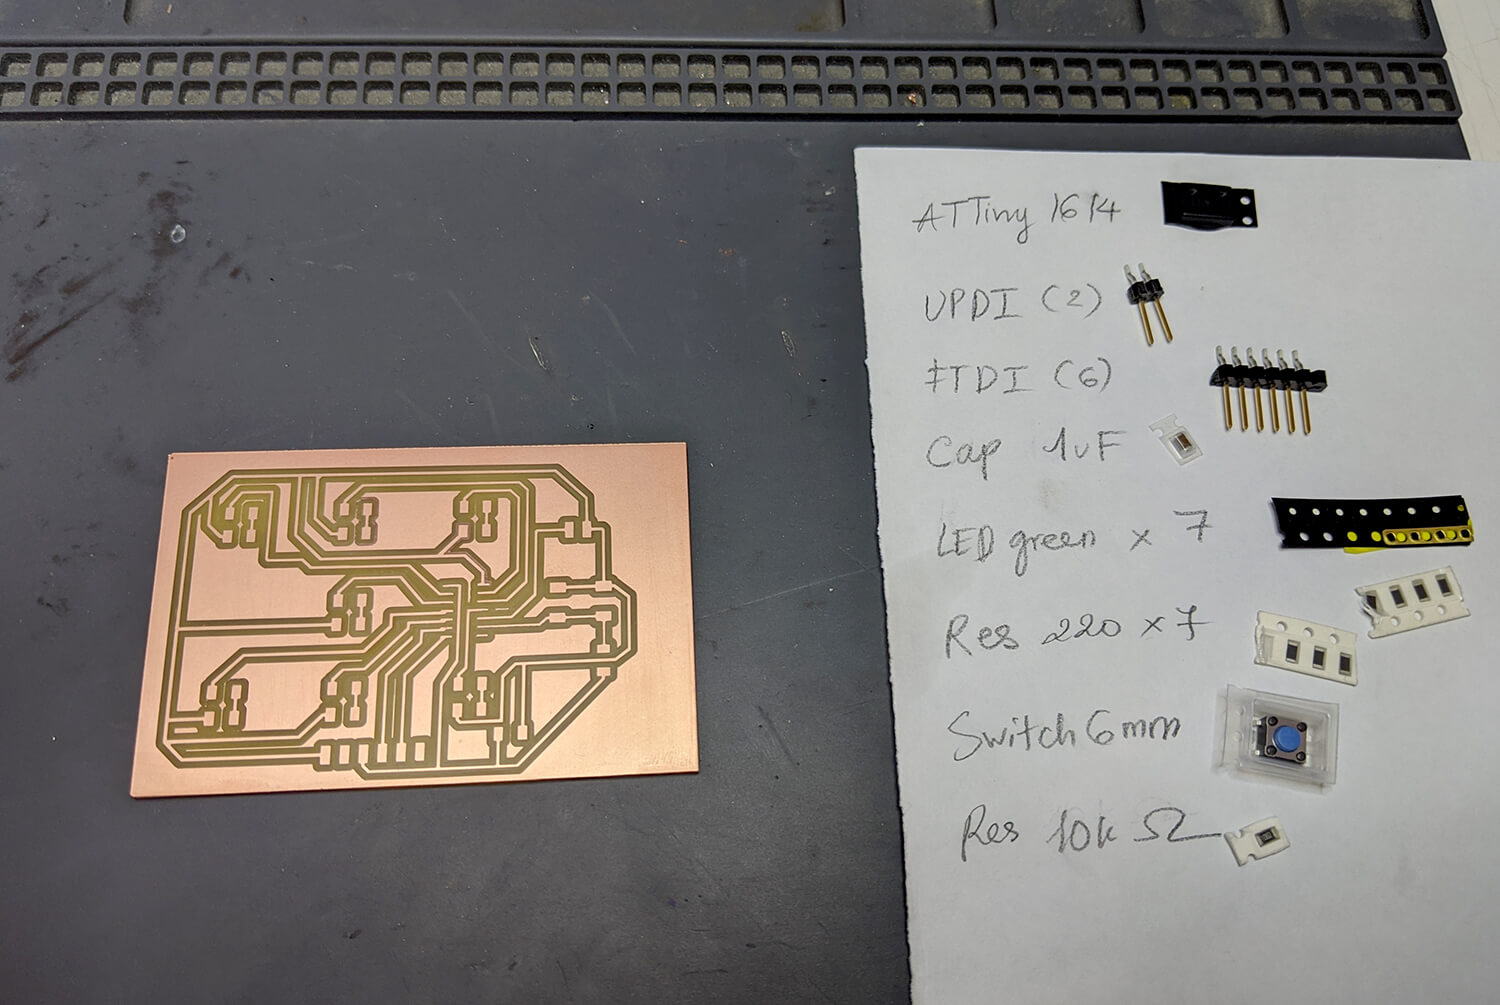 ATTiny 1614
UPDI (2)
FTDI (6)
Cap 1uF
LED green x 7
Res 220 x 7
Switch 6mm
Res 10k Ω